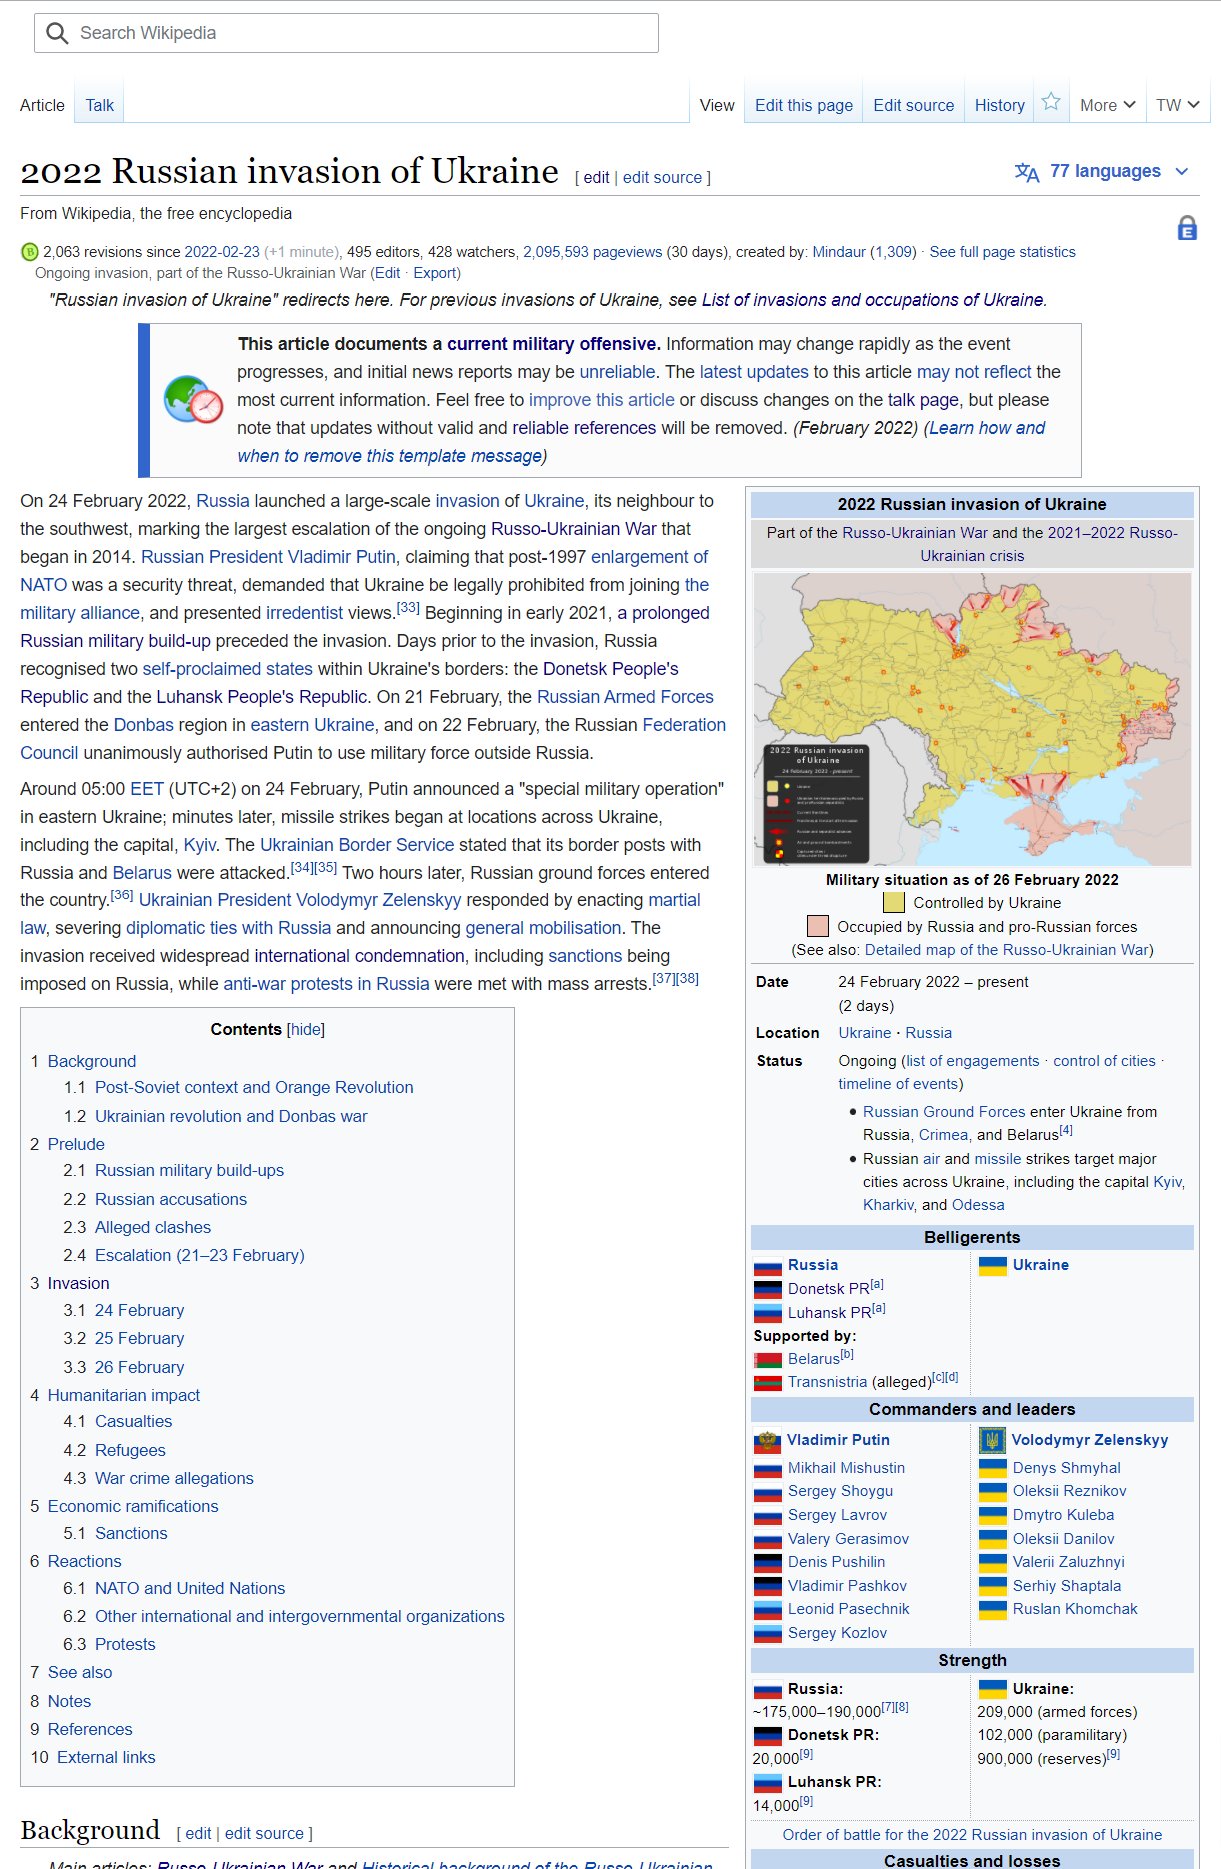 Search Wikipedia
Article Talk View Edit this page Edit source History More TW
2022 Russian invasion of Ukraine [ edit | edit source ] 77 languages
From Wikipedia, the free encyclopedia
B 2,063 revisions since 2022-02-23 (+1 minute), 495 editors, 428 watchers, 2,095,593 pageviews (30 days), created by: Mindaur (1,309) · See full page statistics
E
Ongoing invasion, part of the Russo-Ukrainian War (Edit · Export)
"Russian invasion of Ukraine" redirects here. For previous invasions of Ukraine, see List of invasions and occupations of Ukraine.
This article documents a current military offensive. Information may change rapidly as the event
progresses, and initial news reports may be unreliable. The latest updates to this article may not reflect the
most current information. Feel free to improve this article or discuss changes on the talk page, but please
note that updates without valid and reliable references will be removed. (February 2022) (Learn how and
when to remove this template message)
On 24 February 2022, Russia launched a large-scale invasion of Ukraine, its neighbour to
the southwest, marking the largest escalation of the ongoing Russo-Ukrainian War that
began in 2014. Russian President Vladimir Putin, claiming that post-1997 enlargement of
NATO was a security threat, demanded that Ukraine be legally prohibited from joining the
military alliance, and presented irredentist views.[33] Beginning in early 2021, a prolonged
Russian military build-up preceded the invasion. Days prior to the invasion, Russia
recognised two self-proclaimed states within Ukraine's borders: the Donetsk People's
Republic and the Luhansk People's Republic. On 21 February, the Russian Armed Forces
entered the Donbas region in eastern Ukraine, and on 22 February, the Russian Federation
Council unanimously authorised Putin to use military force outside Russia.
Around 05:00 EET (UTC+2) on 24 February, Putin announced a "special military operation"
in eastern Ukraine; minutes later, missile strikes began at locations across Ukraine,
including the capital, Kyiv. The Ukrainian Border Service stated that its border posts with
Russia and Belarus were attacked.[34][35] Two hours later, Russian ground forces entered
the country.[36] Ukrainian President Volodymyr Zelenskyy responded by enacting martial
law, severing diplomatic ties with Russia and announcing general mobilisation. The
invasion received widespread international condemnation, including sanctions being
imposed on Russia, while anti-war protests in Russia were met with mass arrests.[37][38]
Contents [hide]
1 Background
1.1 Post-Soviet context and Orange Revolution
1.2 Ukrainian revolution and Donbas war
2 Prelude
2.1 Russian military build-ups
2.2 Russian accusations
2.3 Alleged clashes
2.4 Escalation (21–23 February)
3 Invasion
3.1 24 February
3.2 25 February
3.3 26 February
4 Humanitarian impact
4.1 Casualties
4.2 Refugees
4.3 War crime allegations
5 Economic ramifications
5.1 Sanctions
6 Reactions
6.1 NATO and United Nations
6.2 Other international and intergovernmental organizations
6.3 Protests
7 See also
8 Notes
9 References
10 External links
Background [ edit | edit source ]
Main articles: Russo-Ukrainian War and Historical background of the Russo-Ukrainian
2022 Russian invasion of Ukraine
Part of the Russo-Ukrainian War and the 2021–2022 Russo-
Ukrainian crisis
2022 Russian invasion
of Ukraine
24 February 2022 - present
Ukraine
Military situation as of 26 February 2022
Controlled by Ukraine
Occupied by Russia and pro-Russian forces
(See also: Detailed map of the Russo-Ukrainian War)
Date 24 February 2022 – present
(2 days)
Location Ukraine · Russia
Status Ongoing (list of engagements · control of cities ·
timeline of events)
• Russian Ground Forces enter Ukraine from
Russia, Crimea, and Belarus[4]
• Russian air and missile strikes target major
cities across Ukraine, including the capital Kyiv,
Kharkiv, and Odessa
Belligerents
Russia
Donetsk PR[a]
Luhansk PR[a]
Supported by:
Belarus[b]
Transnistria (alleged)[c][d]
Ukraine
Commanders and leaders
Vladimir Putin
Mikhail Mishustin
Sergey Shoygu
Sergey Lavrov
Valery Gerasimov
Denis Pushilin
Vladimir Pashkov
Leonid Pasechnik
Sergey Kozlov
Volodymyr Zelenskyy
Denys Shmyhal
Oleksii Reznikov
Dmytro Kuleba
Oleksii Danilov
Valerii Zaluzhnyi
Serhiy Shaptala
Ruslan Khomchak
Strength
Russia:
~175,000–190,000[7][8]
Donetsk PR:
20,000[9]
Luhansk PR:
14,000[9]
Ukraine:
209,000 (armed forces)
102,000 (paramilitary)
900,000 (reserves)[9]
Order of battle for the 2022 Russian invasion of Ukraine
Casualties and losses